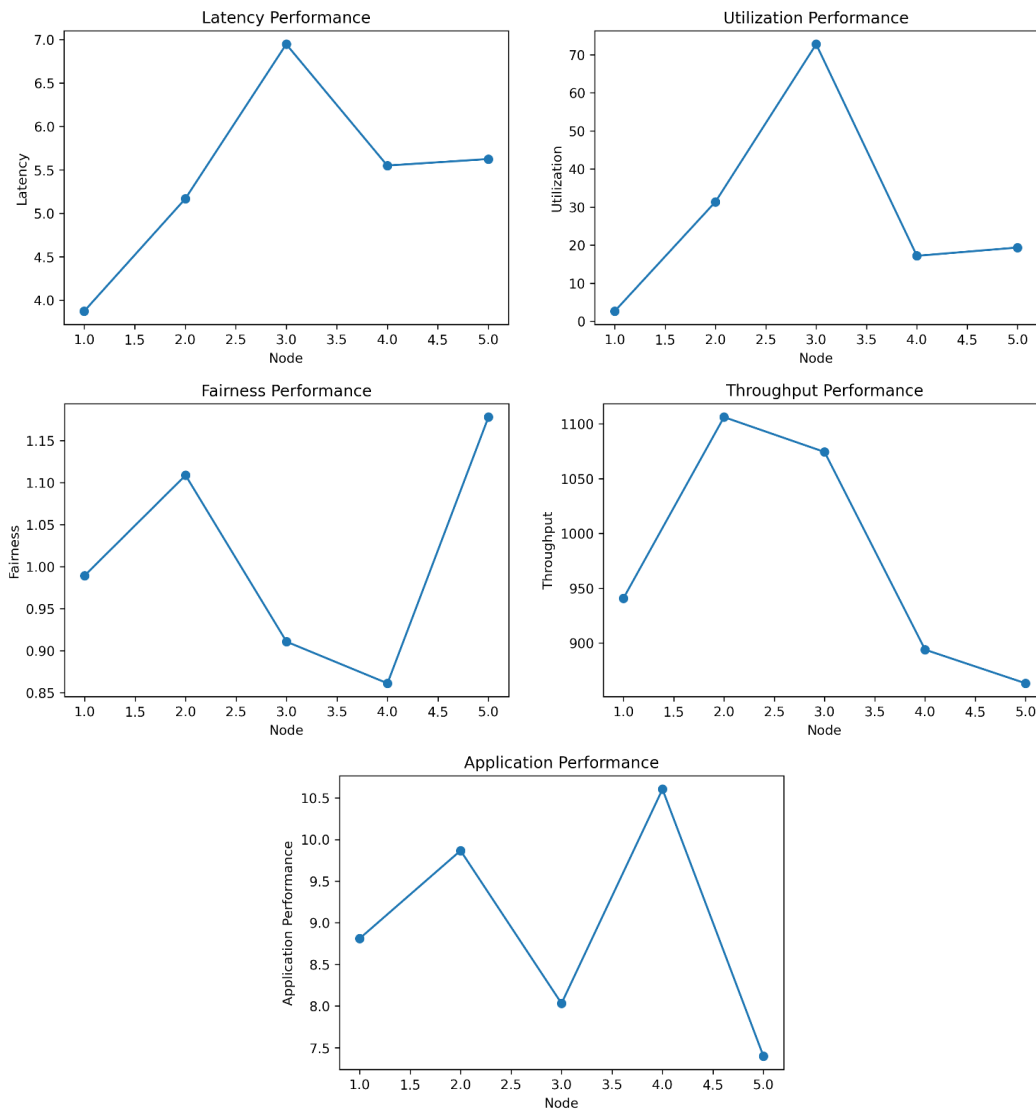 Latency Performance
Latency
7.0
6.5
6.0
5.5
5.0
4.5
4.0
1.0 1.5 2.0 2.5 3.0 3.5 4.0 4.5 5.0
Node
Utilization Performance
Utilization
70
60
50
40
30
20
10
0
1.0 1.5 2.0 2.5 3.0 3.5 4.0 4.5 5.0
Node
Fairness Performance
Fairness
1.15
1.10
1.05
1.00
0.95
0.90
0.85
1.0 1.5 2.0 2.5 3.0 3.5 4.0 4.5 5.0
Node
Throughput Performance
Throughput
1100
1050
1000
950
900
1.0 1.5 2.0 2.5 3.0 3.5 4.0 4.5 5.0
Node
Application Performance
Application Performance
10.5
10.0
9.5
9.0
8.5
8.0
7.5
1.0 1.5 2.0 2.5 3.0 3.5 4.0 4.5 5.0
Node